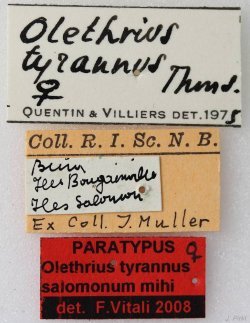 Olethrius
tyrannus
♀ Thms.
QUENTIN & VILLIERS det. 1975
Coll. R. I. Sc. N. B.
Buin
Iles Bougainville
Iles Salomon
Ex Coll. J. Muller
PARATYPUS ♀
Olethrius tyrannus
salomonum mihi
det. F. Vitali 2008